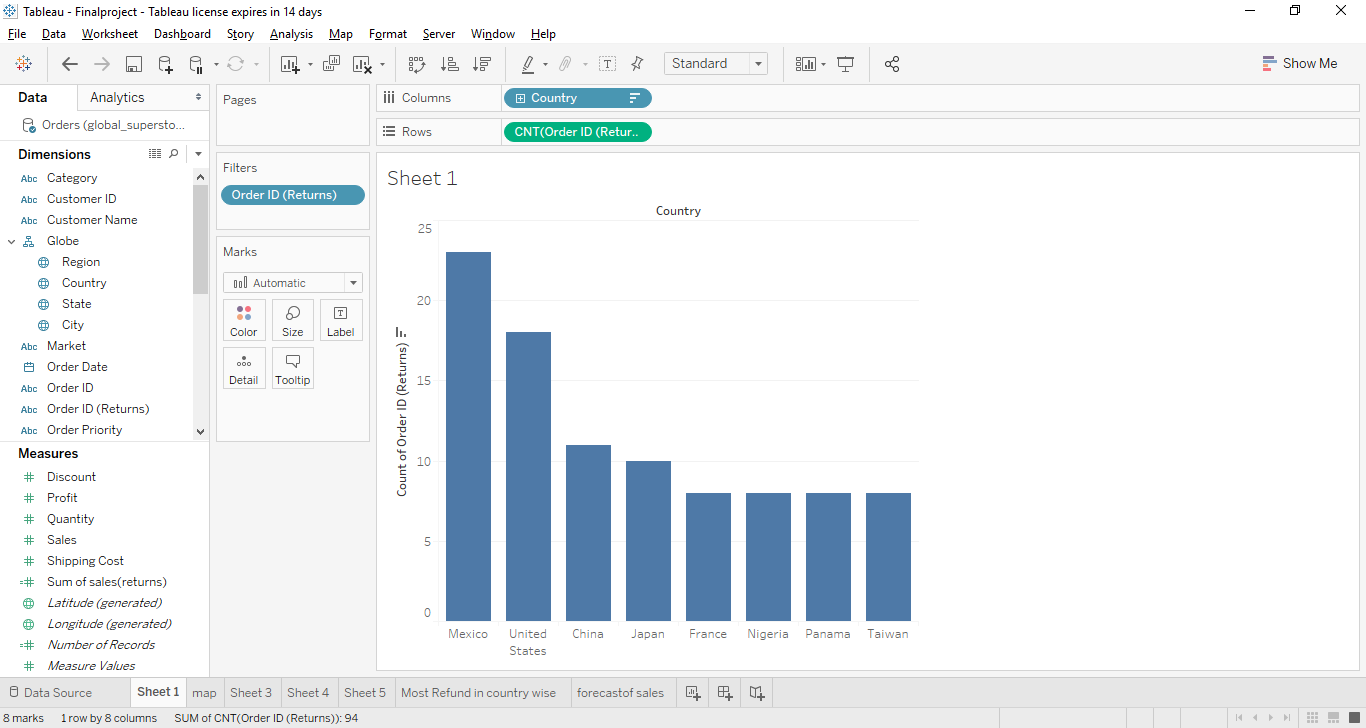 Tableau - Finalproject - Tableau license expires in 14 days
File Data Worksheet Dashboard Story Analysis Map Format Server Window Help
Standard
Show Me
Data
Analytics
Orders (global_supersto...
Dimensions
Abc Category
Abc Customer ID
Abc Customer Name
Globe
Region
Country
State
City
Abc Market
Order Date
Abc Order ID
Abc Order ID (Returns)
Abc Order Priority
Measures
Discount
Profit
Quantity
Sales
Shipping Cost
Sum of sales(returns)
Latitude (generated)
Longitude (generated)
Number of Records
Measure Values
Pages
Filters
Order ID (Returns)
Marks
Automatic
Color
Size
Label
Detail
Tooltip
Columns
Country
Rows
CNT(Order ID (Retur..
Sheet 1
Country
Count of Order ID (Returns)
25
20
15
10
5
0
Mexico
United
States
China
Japan
France
Nigeria
Panama
Taiwan
Data Source
Sheet 1
map
Sheet 3
Sheet 4
Sheet 5
Most Refund in country wise
forecastof sales
8 marks
1 row by 8 columns
SUM of CNT(Order ID (Returns)): 94